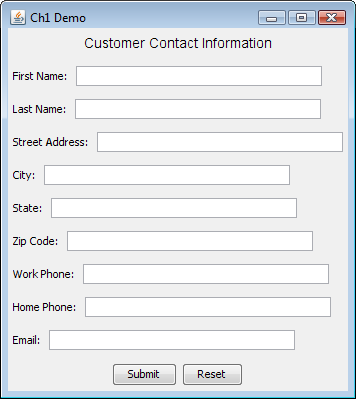 Ch1 Demo
Customer Contact Information
First Name:
Last Name:
Street Address:
City:
State:
Zip Code:
Work Phone:
Home Phone:
Email:
Submit Reset